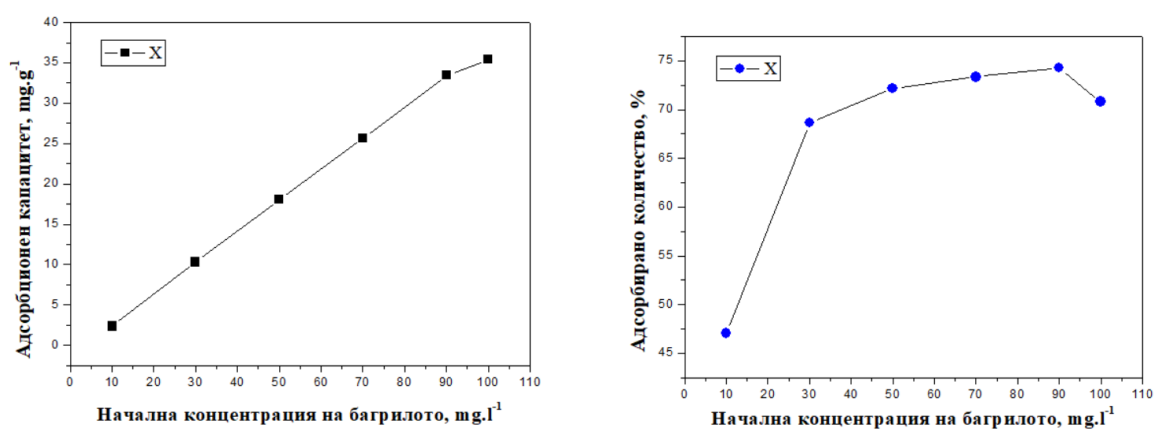 40
35
30
25
20
15
10
5
0
Адсорбционен капацитет, mg.g-1
X
0 10 20 30 40 50 60 70 80 90 100 110
Начална концентрация на багрилото, mg.l-1
75
70
65
60
55
50
45
Адсорбирано количество, %
X
0 10 20 30 40 50 60 70 80 90 100 110
Начална концентрация на багрилото, mg.l-1